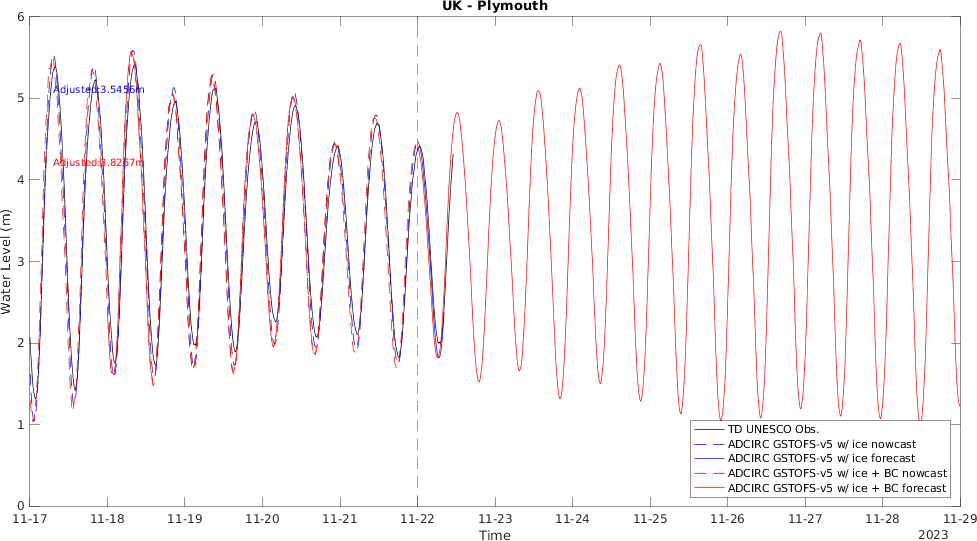 UK - Plymouth
6
5
4
3
2
1
0
Water Level (m)
Adjusted:3.5456m
Adjusted:3.8267m
TD UNESCO Obs.
ADCIRC GSTOFS-v5 w/ ice nowcast
ADCIRC GSTOFS-v5 w/ ice forecast
ADCIRC GSTOFS-v5 w/ ice + BC nowcast
ADCIRC GSTOFS-v5 w/ ice + BC forecast
11-17 11-18 11-19 11-20 11-21 11-22 11-23 11-24 11-25 11-26 11-27 11-28 11-29
Time
2023